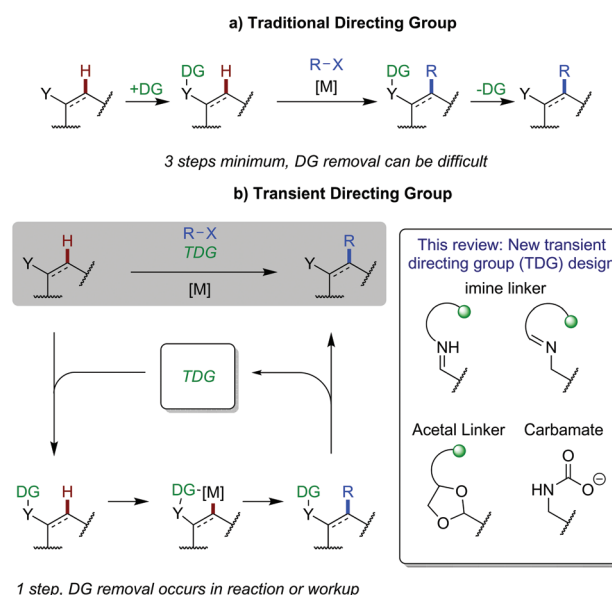 a) Traditional Directing Group
H
Y
+DG
DG
Y
H
R-X
[M]
DG
Y
R
-DG
Y
R
3 steps minimum, DG removal can be difficult
b) Transient Directing Group
H
Y
R-X
TDG
[M]
R
Y
TDG
DG
Y
H
DG-[M]
Y
DG
Y
R
1 step, DG removal occurs in reaction or workup
This review: New transient
directing group (TDG) design
imine linker
NH
N
Acetal Linker
Carbamate
O
O
O
HN
O⊖